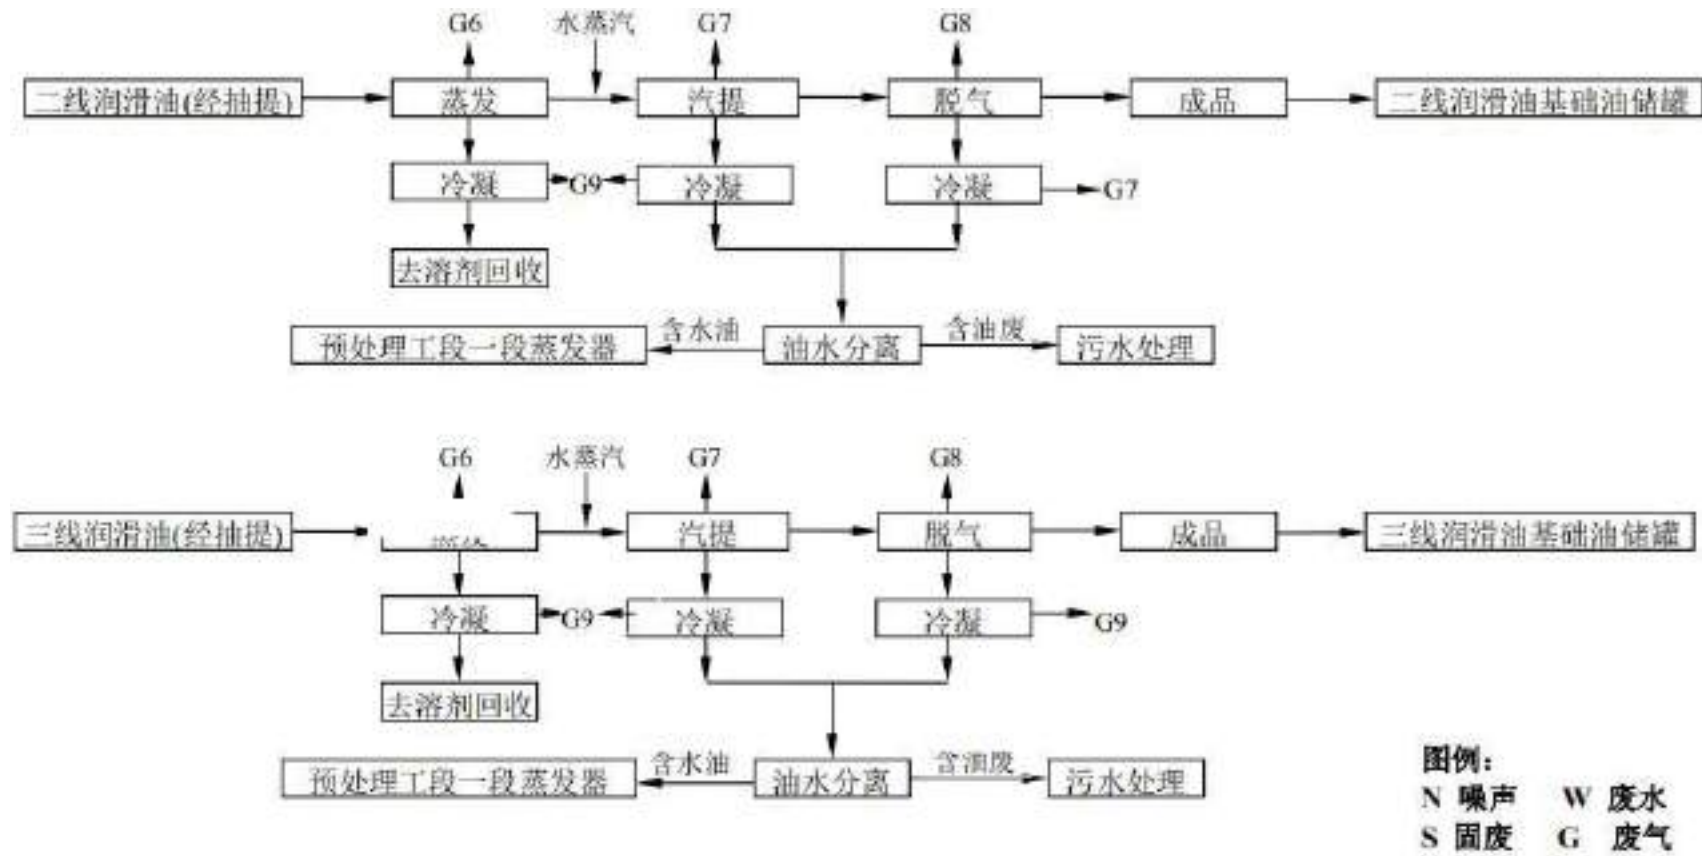 G6 水蒸汽 G7 G8
二线润滑油(经抽提) 蒸发 汽提 脱气 成品 二线润滑油基础油储罐
冷凝 G9 冷凝 冷凝 G7
去溶剂回收
预处理工段一段蒸发器 含水油 油水分离 含油废 污水处理
G6 水蒸汽 G7 G8
三线润滑油(经抽提) 汽提 脱气 成品 三线润滑油基础油储罐
冷凝 G9 冷凝 冷凝 G9
去溶剂回收
预处理工段一段蒸发器 含水油 油水分离 含油废 污水处理
图例：
N 噪声 W 废水
S 固废 G 废气